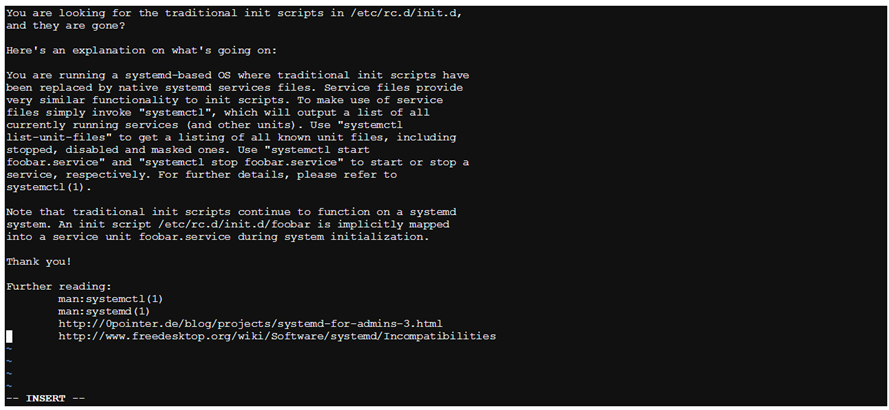 You are looking for the traditional init scripts in /etc/rc.d/init.d,
and they are gone?
Here's an explanation on what's going on:
You are running a systemd-based OS where traditional init scripts have
been replaced by native systemd services files. Service files provide
very similar functionality to init scripts. To make use of service
files simply invoke "systemctl", which will output a list of all
currently running services (and other units). Use "systemctl
list-unit-files" to get a listing of all known unit files, including
stopped, disabled and masked ones. Use "systemctl start
foobar.service" and "systemctl stop foobar.service" to start or stop a
service, respectively. For further details, please refer to
systemctl(1).
Note that traditional init scripts continue to function on a systemd
system. An init script /etc/rc.d/init.d/foobar is implicitly mapped
into a service unit foobar.service during system initialization.
Thank you!
Further reading:
man:systemctl(1)
man:systemd(1)
http://0pointer.de/blog/projects/systemd-for-admins-3.html
http://www.freedesktop.org/wiki/Software/systemd/Incompatibilities
~
~
~
~
-- INSERT --